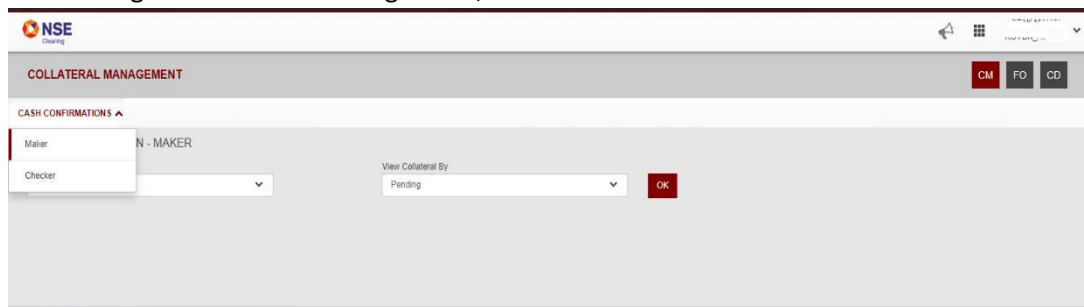 NSE
Clearing
COLLATERAL MANAGEMENT
CM FO CD
CASH CONFIRMATIONS
Maker
N - MAKER
Checker
View Collateral By
Pending
OK